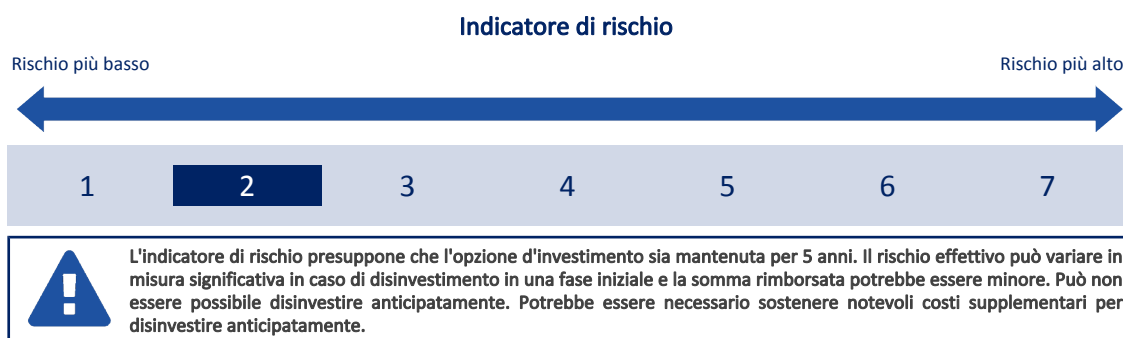 Indicatore di rischio
Rischio più basso
Rischio più alto
1 2 3 4 5 6 7
L'indicatore di rischio presuppone che l'opzione d'investimento sia mantenuta per 5 anni. Il rischio effettivo può variare in
misura significativa in caso di disinvestimento in una fase iniziale e la somma rimborsata potrebbe essere minore. Può non
essere possibile disinvestire anticipatamente. Potrebbe essere necessario sostenere notevoli costi supplementari per
disinvestire anticipatamente.